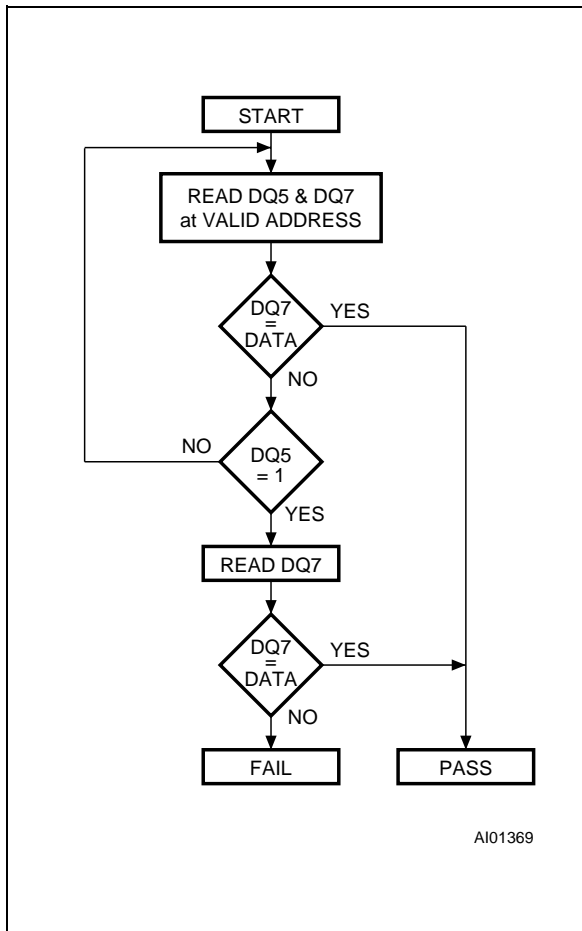 START
READ DQ5 & DQ7
at VALID ADDRESS
DQ7
=
DATA
YES
NO
NO
DQ5
= 1
YES
READ DQ7
DQ7
=
DATA
YES
NO
FAIL
PASS
AI01369